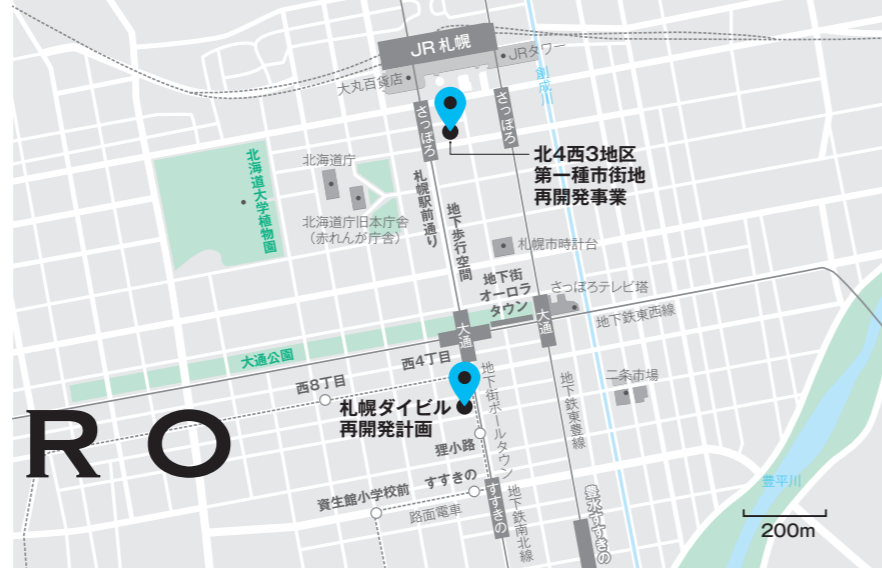 JR 札幌
JRタワー
大丸百貨店
創成川
さっぽろ
さっぽろ
北4西3地区
第一種市街地
再開発事業
北海道大学植物園
北海道庁
北海道庁旧本庁舎
（赤れんが庁舎）
札幌駅前通り
地下歩行空間
札幌市時計台
地下街
オーロラ
タウン
さっぽろテレビ塔
地下鉄東西線
大通
大通
大通公園
西4丁目
西8丁目
札幌ダイビル
再開発計画
地下街ポールタウン
地下鉄東豊線
二条市場
RO
狸小路
すすきの
資生館小学校前
路面電車
すすきの
地下鉄南北線
豊水すすきの
豊平川
200m